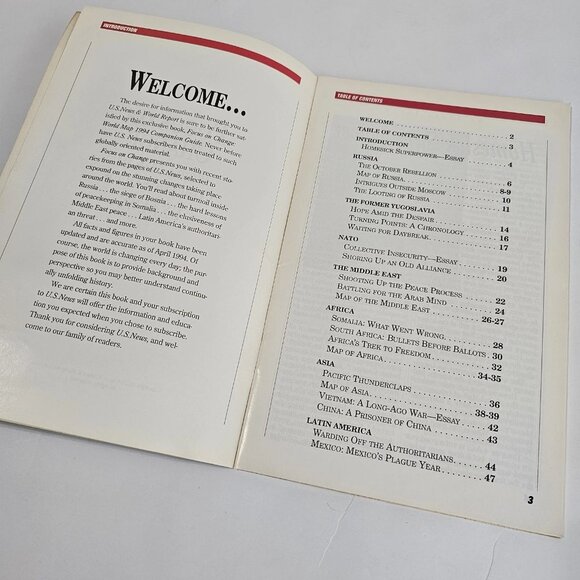 INTRODUCTION
WELCOME...
The desire for information that brought you to
U.S.News & World Report is sure to be further sat-
isfied by this exclusive book, Focus on Change:
World Map 1994 Companion Guide. Never before
have U.S. News subscribers been treated to such
globally oriented material.
Focus on Change presents you with recent sto-
ries from the pages of U.S.News, selected to
expound on the stunning changes taking place
around the world. You'll read about turmoil inside
Russia ... the siege of Bosnia ... the hard lessons
of peacekeeping in Somalia ... the elusiveness of
Middle East peace ... Latin America's authoritari-
an threat ... and more.
All facts and figures in your book have been
updated and are accurate as of April 1994. Of
course, the world is changing every day; the pur-
pose of this book is to provide background and
perspective so you may better understand continu-
ally unfolding history.
We are certain this book and your subscription
to U.S.News will offer the information and educa-
tion you expected when you chose to subscribe.
Thank you for considering U.S.News, and wel-
come to our family of readers.
TABLE OF CONTENTS
WELCOME 2
TABLE OF CONTENTS 3
INTRODUCTION
HOMESICK SUPERPOWER—ESSAY 4
RUSSIA
THE OCTOBER REBELLION 6
MAP OF RUSSIA 8-9
INTRIGUES OUTSIDE MOSCOW 10
THE LOOTING OF RUSSIA 11
THE FORMER YUGOSLAVIA
HOPE AMID THE DESPAIR 14
TURNING POINTS: A CHRONOLOGY 16
WAITING FOR DAYBREAK 17
NATO
COLLECTIVE INSECURITY—ESSAY 19
SHORING UP AN OLD ALLIANCE 20
THE MIDDLE EAST
SHOOTING UP THE PEACE PROCESS 22
BATTLING FOR THE ARAB MIND 24
MAP OF THE MIDDLE EAST 26-27
AFRICA
SOMALIA: WHAT WENT WRONG 28
SOUTH AFRICA: BULLETS BEFORE BALLOTS 30
AFRICA'S TREK TO FREEDOM 32
MAP OF AFRICA 34-35
ASIA
PACIFIC THUNDERCLAPS 36
MAP OF ASIA 38-39
VIETNAM: A LONG-AGO WAR—ESSAY 42
CHINA: A PRISONER OF CHINA 43
LATIN AMERICA
WARDING OFF THE AUTHORITARIANS 44
MEXICO: MEXICO'S PLAGUE YEAR 47
3